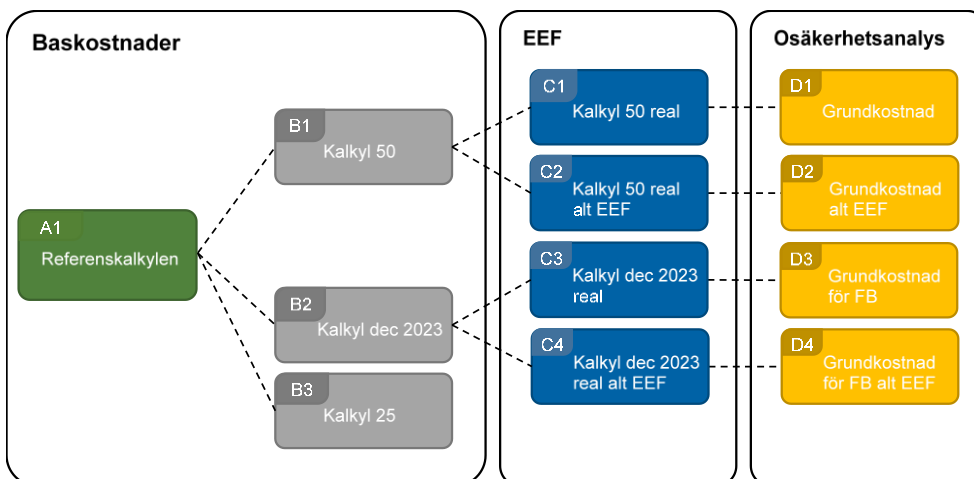 Baskostnader
A1
Referenskalkylen
B1
Kalkyl 50
B2
Kalkyl dec 2023
B3
Kalkyl 25
EEF
C1
Kalkyl 50 real
C2
Kalkyl 50 real
alt EEF
C3
Kalkyl dec 2023
real
C4
Kalkyl dec 2023
real alt EEF
Osäkerhetsanalys
D1
Grundkostnad
D2
Grundkostnad
alt EEF
D3
Grundkostnad
för FB
D4
Grundkostnad
för FB alt EEF